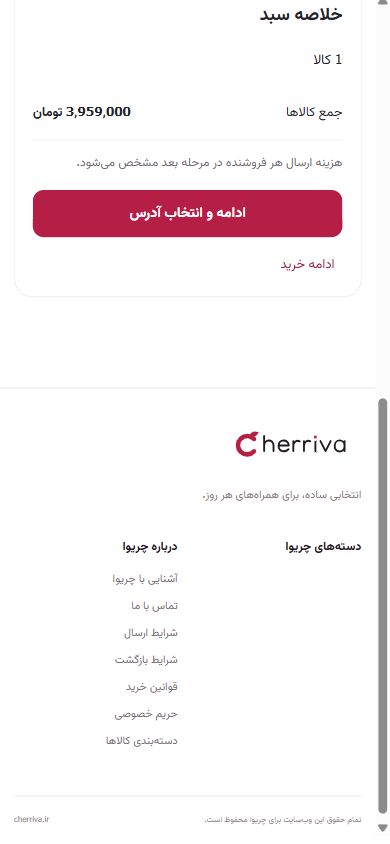 خلاصه سبد
1 کالا
جمع کالاها 3,959,000 تومان
هزینه ارسال هر فروشنده در مرحله بعد مشخص می‌شود.
ادامه و انتخاب آدرس
ادامه خرید
Cherriva
انتخابی ساده، برای همراه‌های هر روز.
دسته‌های چریوا
درباره چریوا
آشنایی با چریوا
تماس با ما
شرایط ارسال
شرایط بازگشت
قوانین خرید
حریم خصوصی
دسته‌بندی کالاها
تمام حقوق این وب‌سایت برای چریوا محفوظ است. cherriva.ir